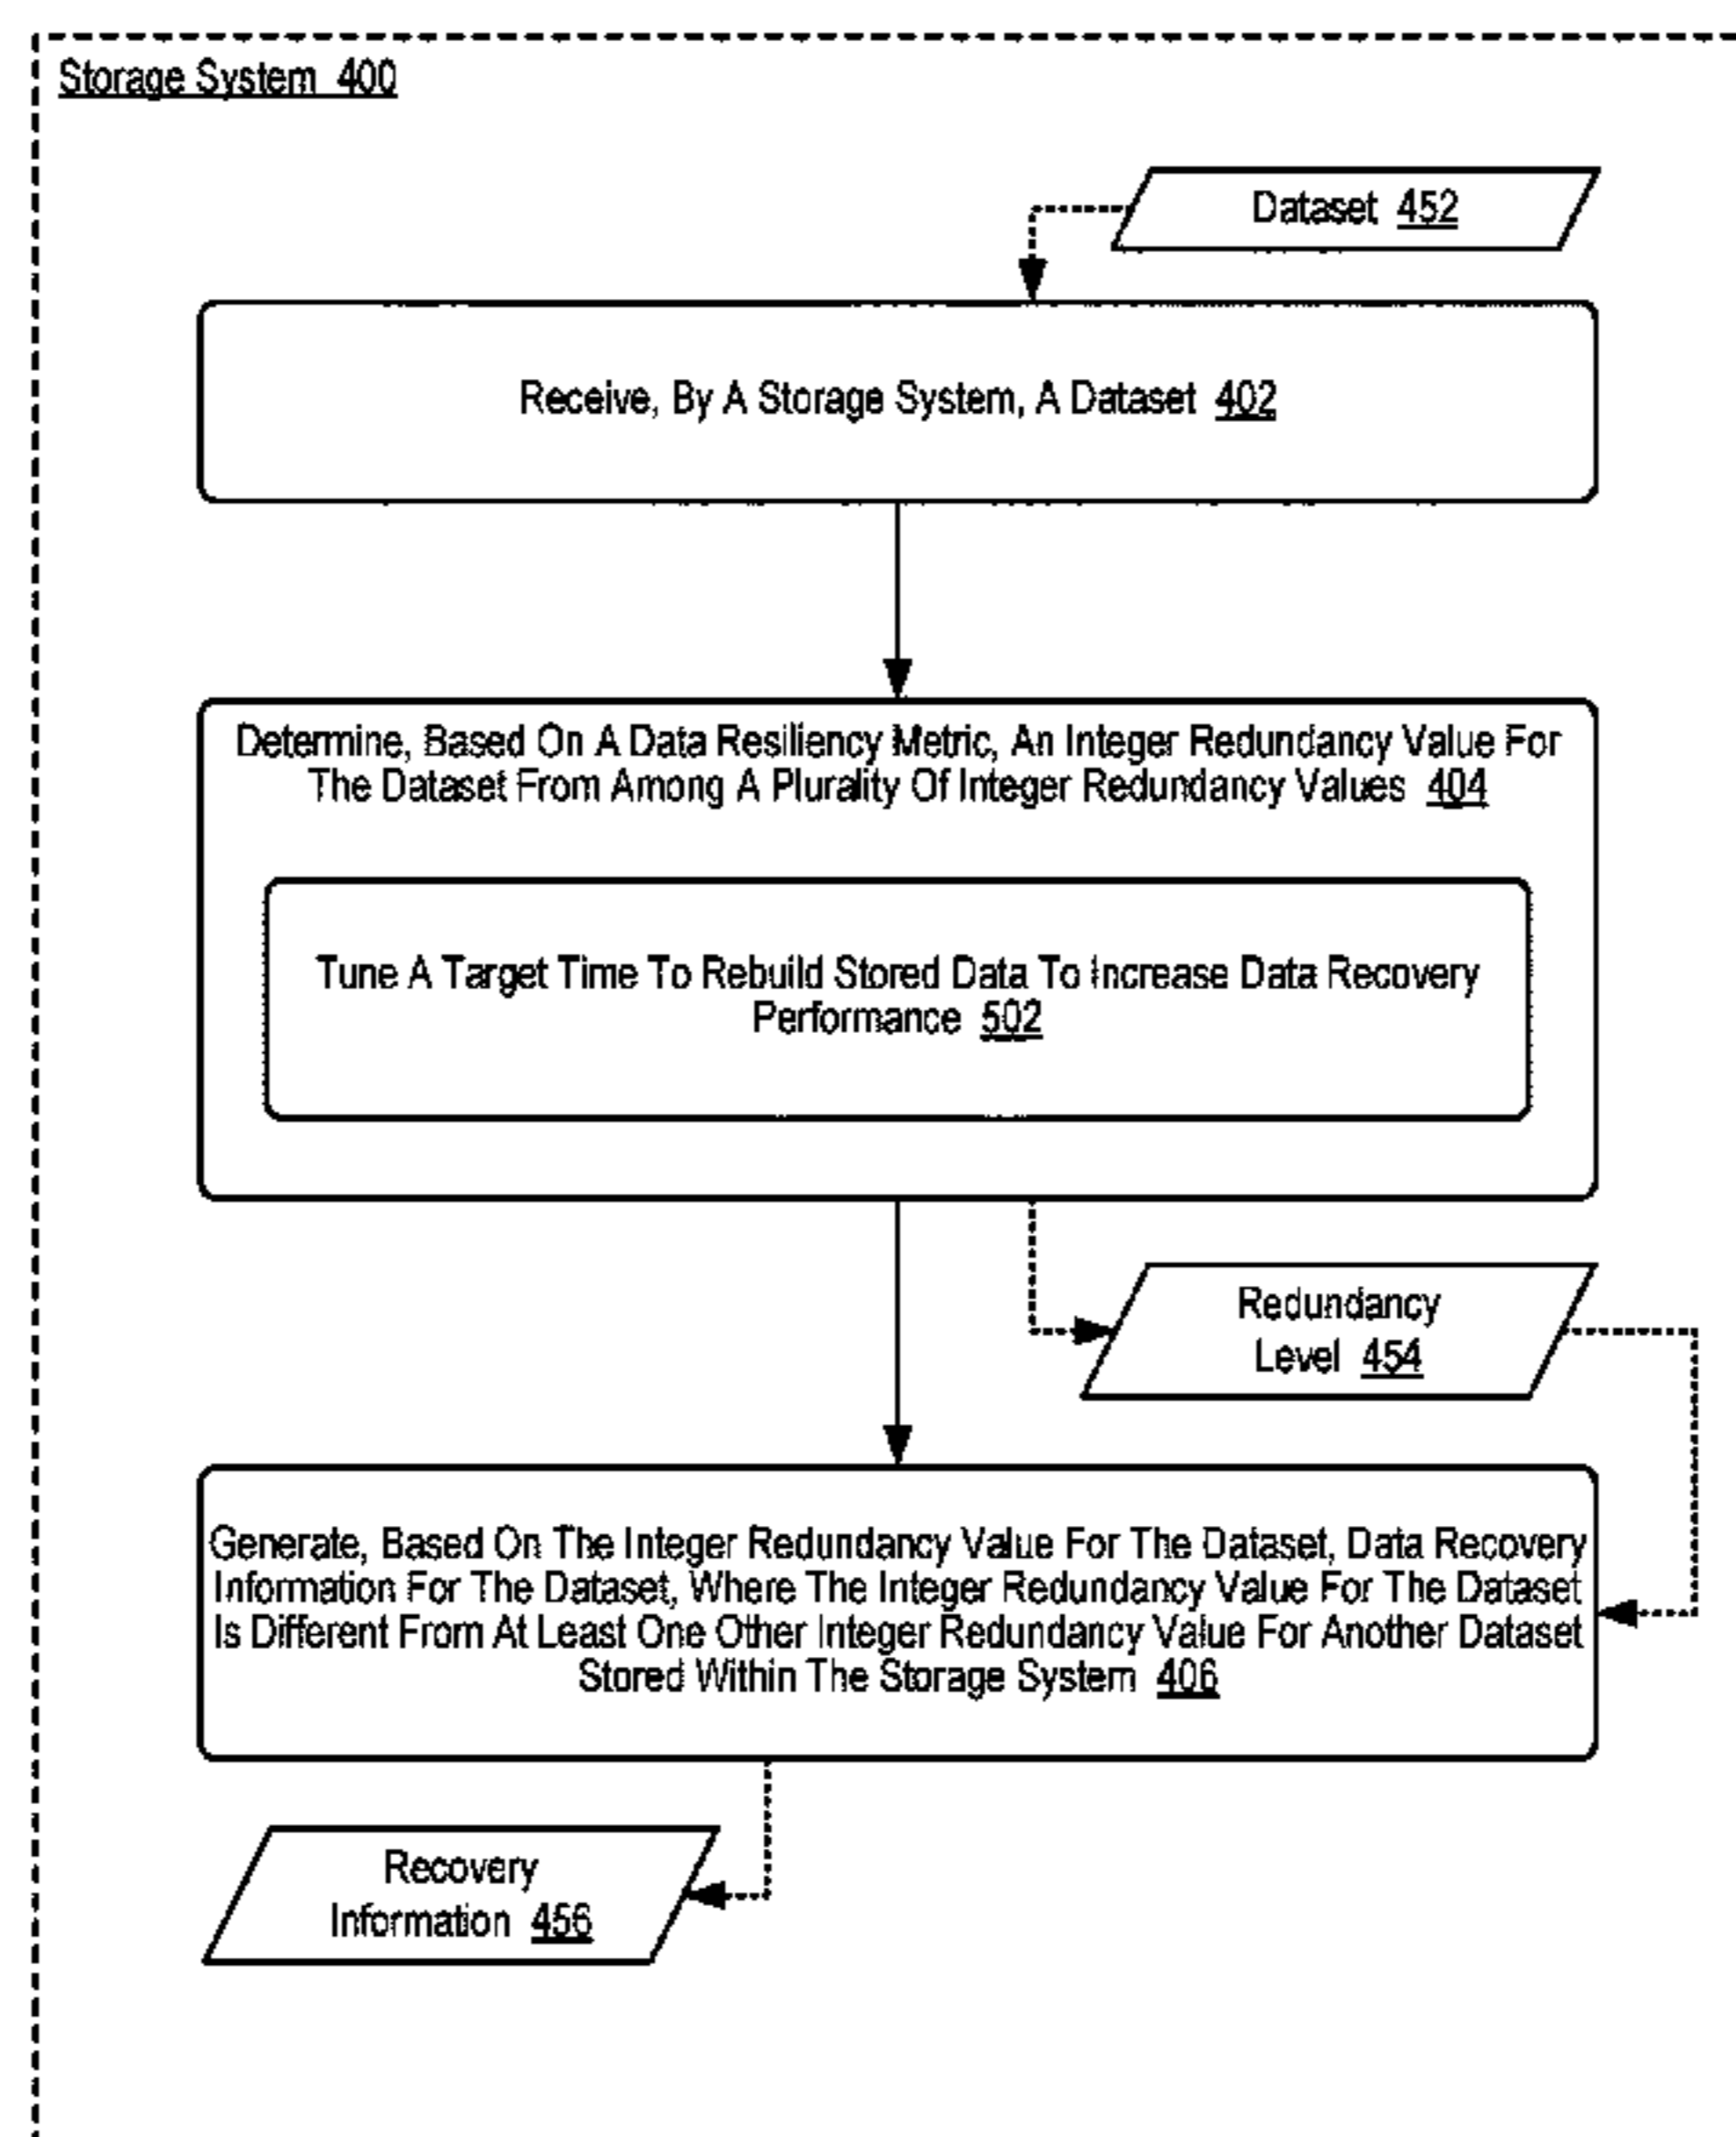 Storage System 400
Dataset 452
Receive, By A Storage System, A Dataset 402
Determine, Based On A Data Resiliency Metric, An Integer Redundancy Value For
The Dataset From Among A Plurality Of Integer Redundancy Values 404
Tune A Target Time To Rebuild Stored Data To Increase Data Recovery
Performance 502
Redundancy
Level 454
Generate, Based On The Integer Redundancy Value For The Dataset, Data Recovery
Information For The Dataset, Where The Integer Redundancy Value For The Dataset
Is Different From At Least One Other Integer Redundancy Value For Another Dataset
Stored Within The Storage System 406
Recovery
Information 456